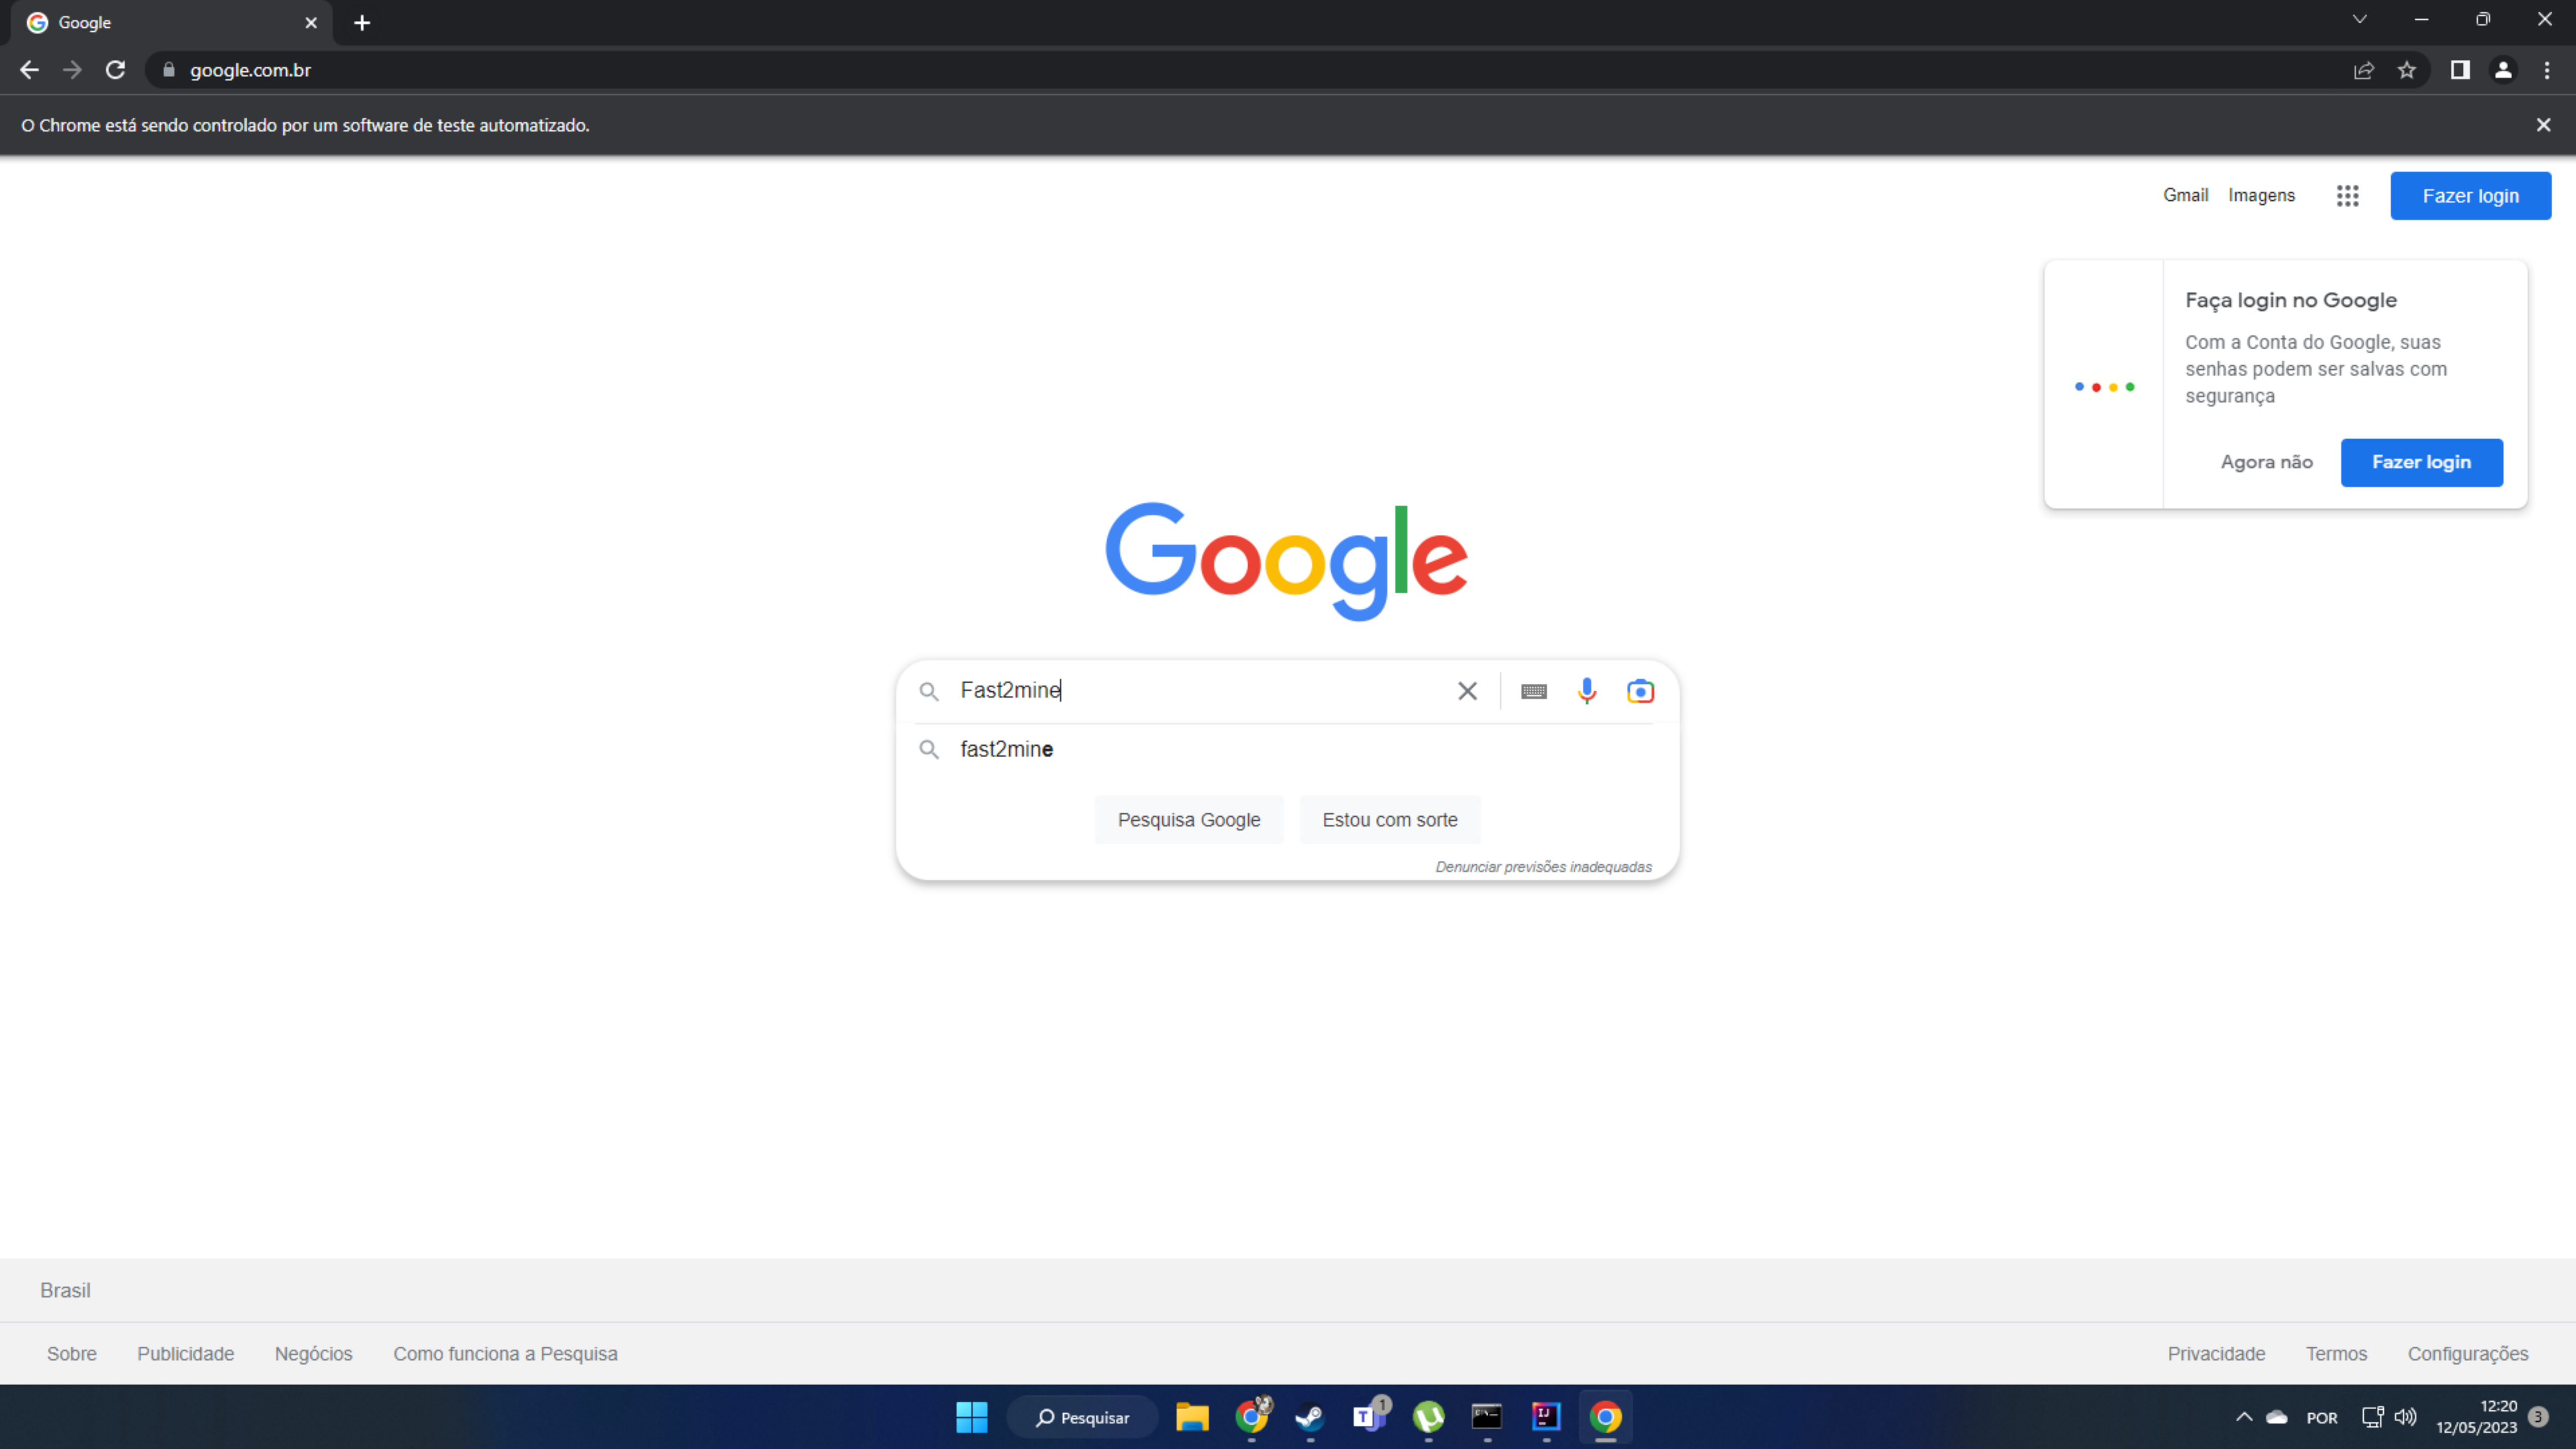 Google
google.com.br
O Chrome está sendo controlado por um software de teste automatizado.
Gmail Imagens Fazer login
Faça login no Google
Com a Conta do Google, suas
senhas podem ser salvas com
segurança
Agora não Fazer login
Google
Fast2mine
fast2mine
Pesquisa Google Estou com sorte
Denunciar previsões inadequadas
Brasil
Sobre Publicidade Negócios Como funciona a Pesquisa Privacidade Termos Configurações
Pesquisar T 1 IJ POR 12:20 3
12/05/2023